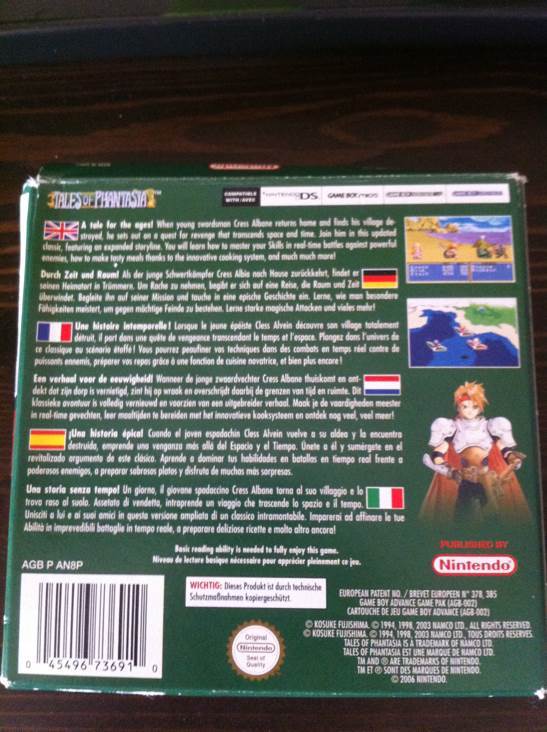 TALES OF PHANTASIA™
COMPATIBLE WITH / AVEC
NINTENDO DS GAME BOY micro
A tale for the ages! When young swordsman Cress Albane returns home and finds his village de-
stroyed, he sets out on a quest for revenge that transcends space and time. Join him in this updated
classic, featuring an expanded storyline. You will learn how to master your Skills in real-time battles against powerful
enemies, how to make tasty meals thanks to the innovative cooking system, and much much more!
Durch Zeit und Raum! Als der junge Schwertkämpfer Cress Albie nach Hause zurückkehrt, findet er
seinen Heimatort in Trümmern. Um Rache zu nehmen, begibt er sich auf eine Reise, die Raum und Zeit
überwindet. Begleite ihn auf seiner Mission und tauche in eine epische Geschichte ein. Lerne, wie man besondere
Fähigkeiten meistert, um gegen mächtige Feinde zu bestehen. Lerne starke magische Attacken und vieles mehr!
Une histoire intemporelle! Lorsque le jeune épéiste Cless Alvein découvre son village totalement
détruit, il part dans une quête de vengeance transcendant le temps et l'espace. Plongez dans l'univers de
ce classique au scénario étoffé! Vous pourrez peaufiner vos techniques dans des combats en temps réel contre de
puissants ennemis, préparer vos repas grâce à une fonction de cuisine novatrice, et bien plus encore!
Een verhaal voor de eeuwigheid! Wanneer de jonge zwaardvechter Cress Albane thuiskomt en ont-
dekt dat zijn dorp is vernietigd, zint hij op wraak en overschrijdt daarbij de grenzen van tijd en ruimte. Dit
klassieke avontuur is volledig vernieuwd en voorzien van een uitgebreider verhaal. Maak je de vaardigheden meester
in real-time gevechten, leer maaltijden te bereiden met het innovatieve kooksysteem en ontdek nog veel, veel meer!
¡Una historia épica! Cuando el joven espadachín Cless Alvein vuelve a su aldea y la encuentra
destruida, emprende una venganza más allá del Espacio y el Tiempo. Únete a él y sumérgete en el
revitalizado argumento de este clásico. Aprende a dominar tus habilidades en batallas en tiempo real frente a
poderosos enemigos, a preparar sabrosos platos y disfruta de muchas más sorpresas.
Una storia senza tempo! Un giorno, il giovane spadaccino Cress Albane torna al suo villaggio e lo
trova raso al suolo. Assetato di vendetta, intraprende un viaggio che trascende lo spazio e il tempo.
Unisciti a lui e ai suoi amici in questa versione ampliata di un classico intramontabile. Imparerai ad affinare le tue
Abilità in imprevedibili battaglie in tempo reale, a preparare deliziose ricette e molto altro ancora!
Basic reading ability is needed to fully enjoy this game.
Niveau de lecture basique nécessaire pour apprécier pleinement ce jeu.
AGB P AN8P
WICHTIG: Dieses Produkt ist durch technische
Schutzmaßnahmen kopiergeschützt.
PUBLISHED BY
Nintendo
Original
Nintendo
Seal of
Quality
0 45496 73691 0
EUROPEAN PATENT NO. / BREVET EUROPEEN N° 378, 385
GAME BOY ADVANCE GAME PAK (AGB-002)
CARTOUCHE DE JEU GAME BOY ADVANCE (AGB-002)
© KOSUKE FUJISHIMA, © 1994, 1998, 2003 NAMCO LTD., ALL RIGHTS RESERVED.
© KOSUKE FUJISHIMA, © 1994, 1998, 2003 NAMCO LTD., TOUS DROITS RESERVES.
TALES OF PHANTASIA IS A TRADEMARK OF NAMCO LTD.
TALES OF PHANTASIA EST UNE MARQUE DE NAMCO LTD.
TM AND ® ARE TRADEMARKS OF NINTENDO.
TM ET ® SONT DES MARQUES DE NINTENDO.
© 2006 NINTENDO.